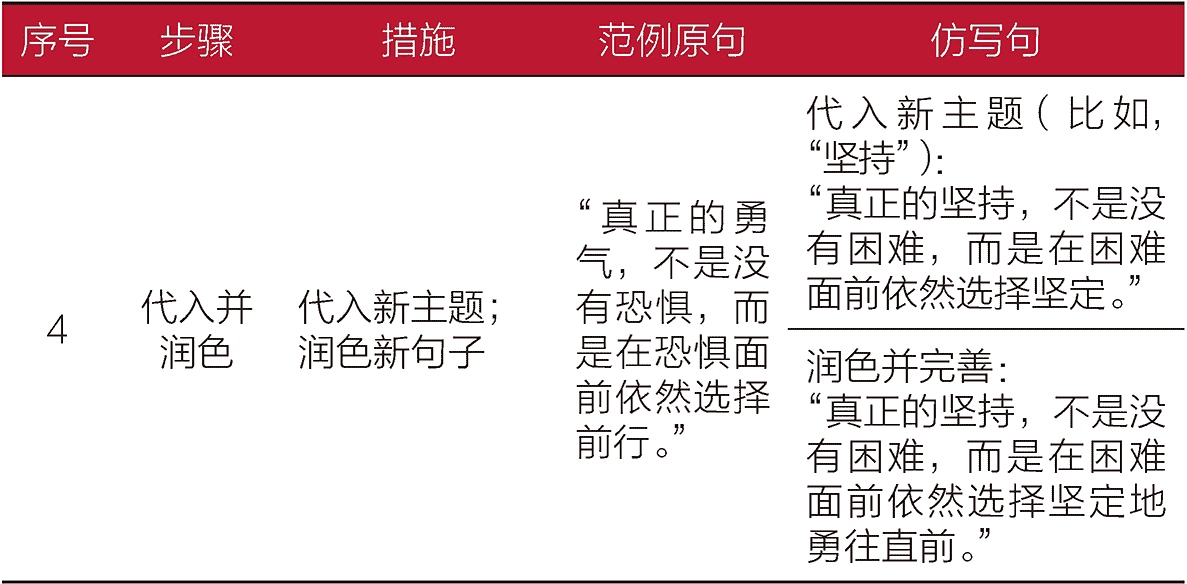 序号 步骤 措施 范例原句 仿写句
4
代入并
润色
代入新主题；
润色新句子
“真正的勇
气，不是没
有恐惧，而
是在恐惧面
前依然选择
前行。”
代入新主题（比如，
“坚持”）：
“真正的坚持，不是没
有困难，而是在困难
面前依然选择坚定。”
润色并完善：
“真正的坚持，不是没
有困难，而是在困难
面前依然选择坚定地
勇往直前。”